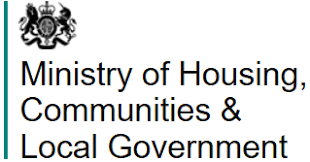 Ministry of Housing,
Communities &
Local Government